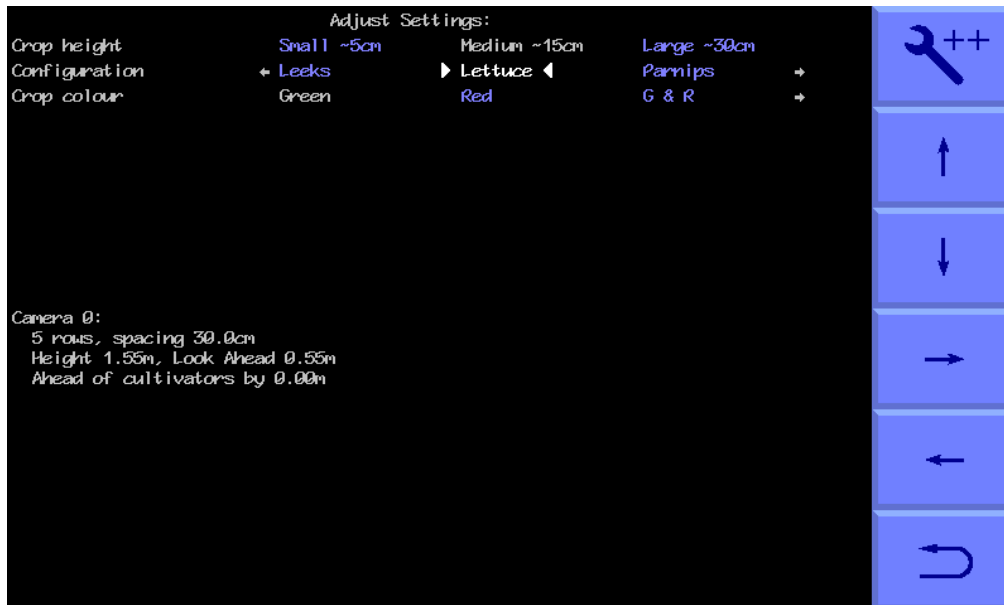 Adjust Settings:
Crop height Small ~5cm Medium ~15cm Large ~30cm
Configuration ← Leeks ▶ Lettuce ◀ Parnips →
Crop colour Green Red G & R →
Camera 0:
5 rows, spacing 30.0cm
Height 1.55m, Look Ahead 0.55m
Ahead of cultivators by 0.00m
++